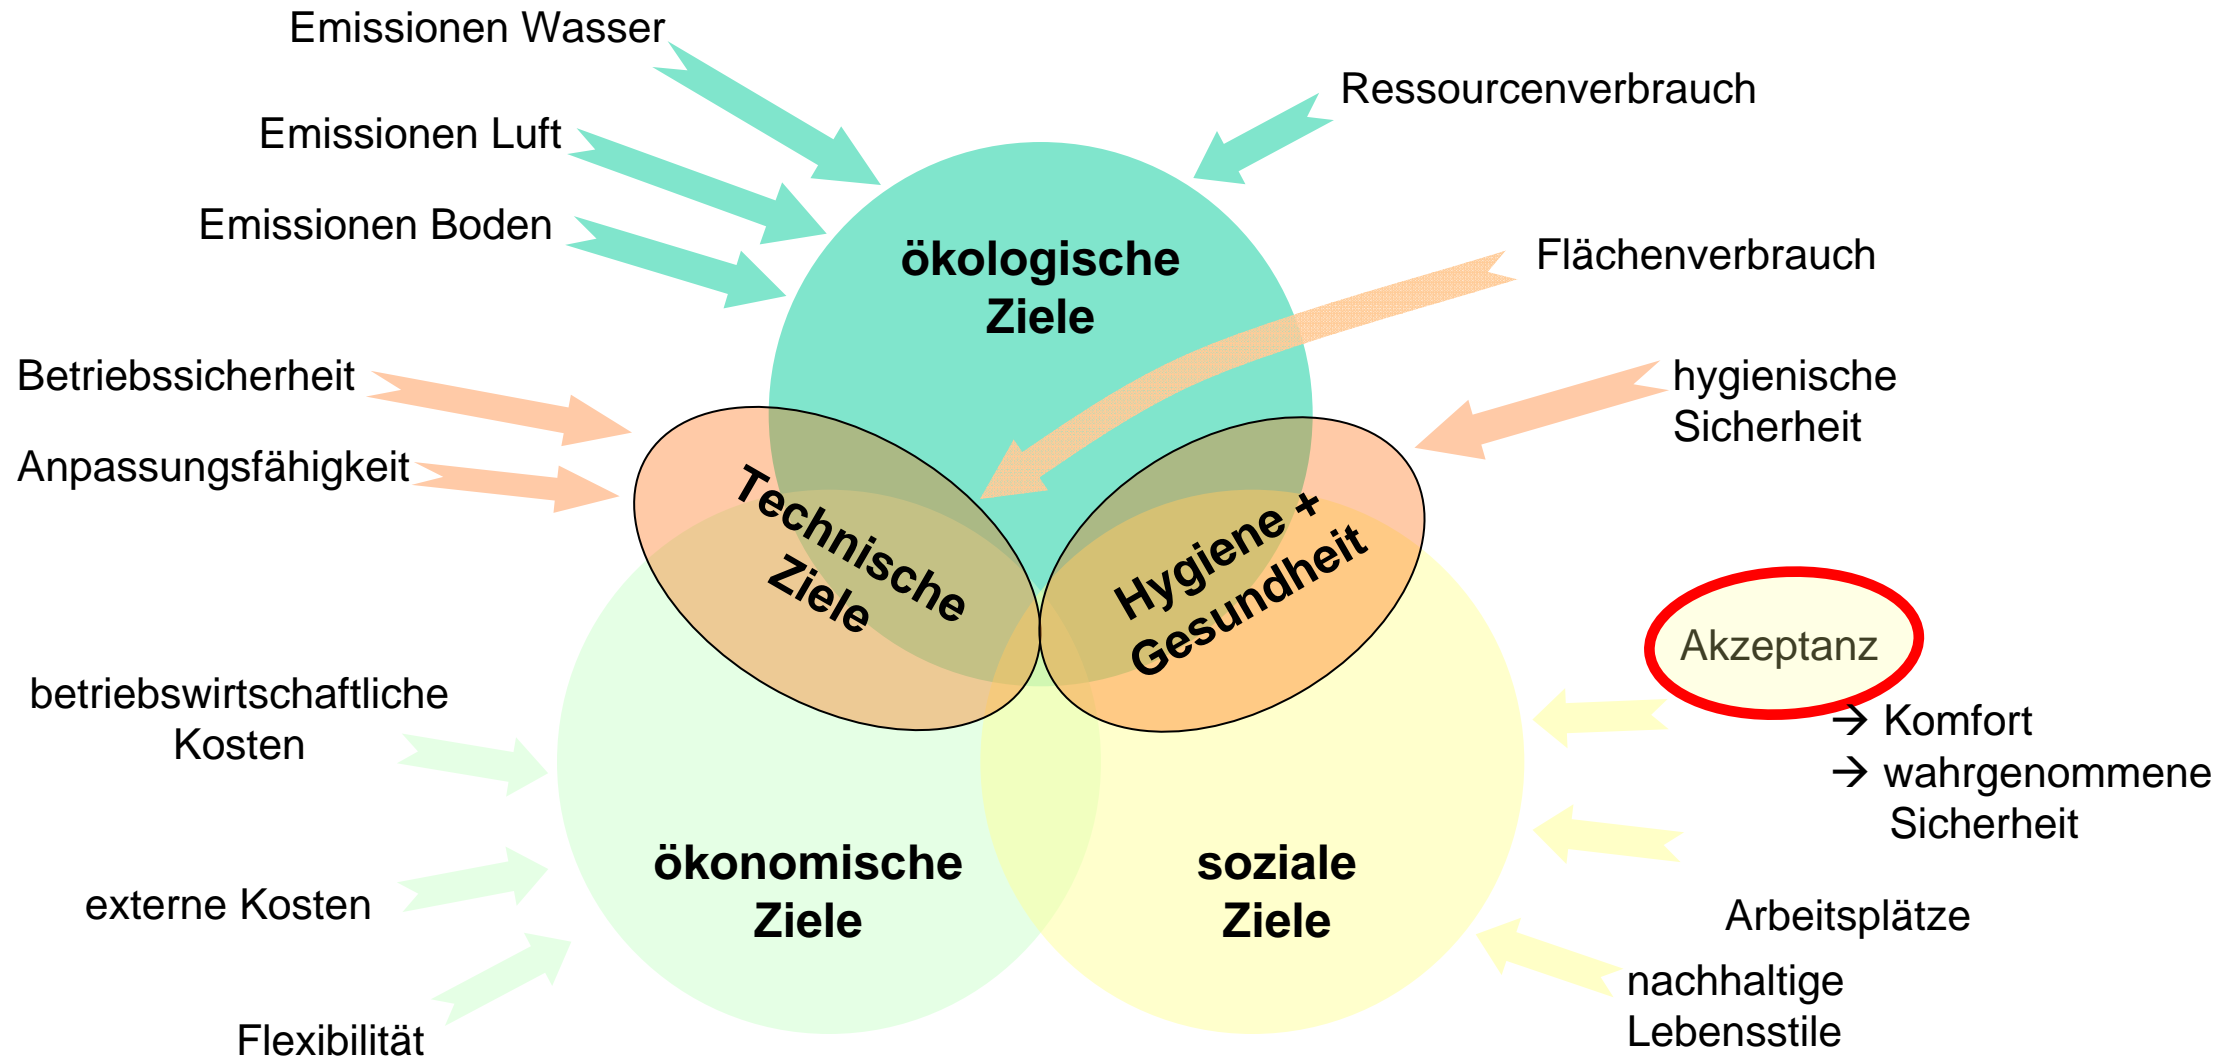 Emissionen Wasser
Ressourcenverbrauch
Emissionen Luft
Emissionen Boden
ökologische
Ziele
Flächenverbrauch
Betriebssicherheit
hygienische
Sicherheit
Anpassungsfähigkeit
Technische
Ziele
Hygiene +
Gesundheit
Akzeptanz
→ Komfort
→ wahrgenommene
Sicherheit
betriebswirtschaftliche
Kosten
ökonomische
Ziele
soziale
Ziele
externe Kosten
Arbeitsplätze
nachhaltige
Lebensstile
Flexibilität